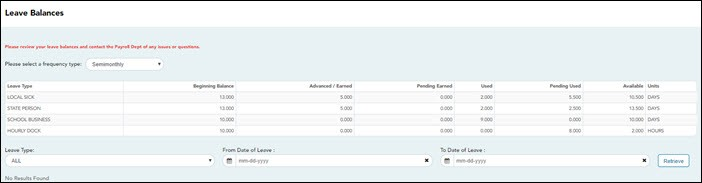 Leave Balances
Please review your leave balances and contact the Payroll Dept of any issues or questions.
Please select a frequency type: Semimonthly
Leave Type Beginning Balance Advanced / Earned Pending Earned Used Pending Used Available Units
LOCAL SICK 13.000 5.000 0.000 2.000 5.500 10.500 DAYS
STATE PERSON 13.000 5.000 0.000 2.000 2.500 13.500 DAYS
SCHOOL BUSINESS 10.000 0.000 0.000 9.000 0.000 10.000 DAYS
HOURLY DOCK 10.000 0.000 0.000 0.000 8.000 2.000 HOURS
Leave Type: From Date of Leave : To Date of Leave :
ALL mm-dd-yyyy mm-dd-yyyy Retrieve
No Results Found